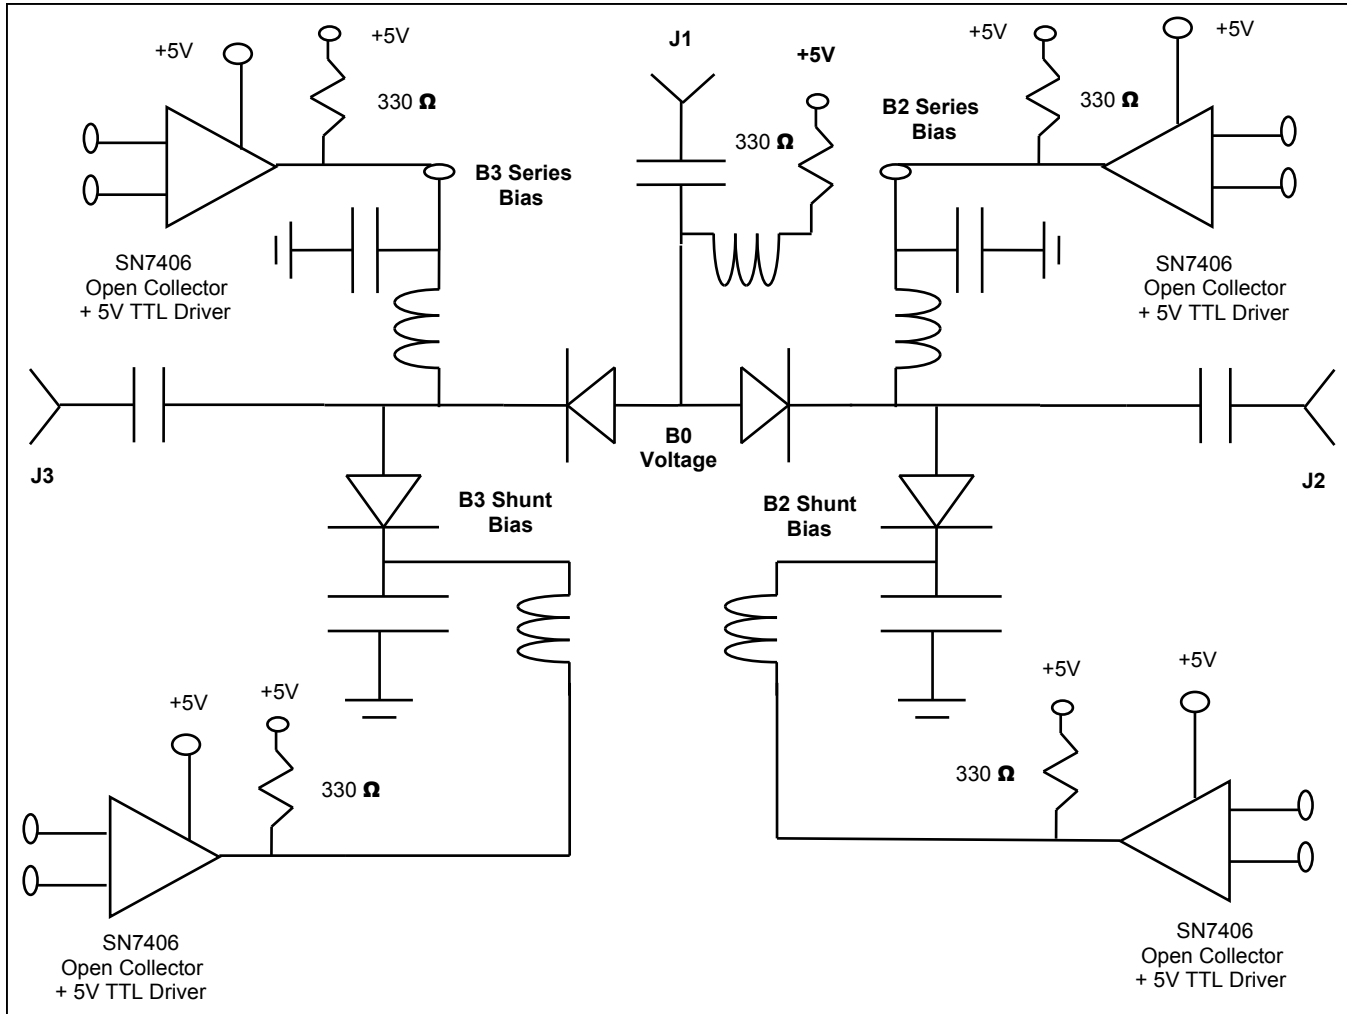 +5V
+5V
J1
+5V
+5V
+5V
330 Ω
330 Ω
B2 Series
Bias
330 Ω
B3 Series
Bias
SN7406
Open Collector
+ 5V TTL Driver
SN7406
Open Collector
+ 5V TTL Driver
B0
Voltage
J3
J2
B3 Shunt
Bias
B2 Shunt
Bias
+5V
+5V
330 Ω
+5V
+5V
330 Ω
SN7406
Open Collector
+ 5V TTL Driver
SN7406
Open Collector
+ 5V TTL Driver